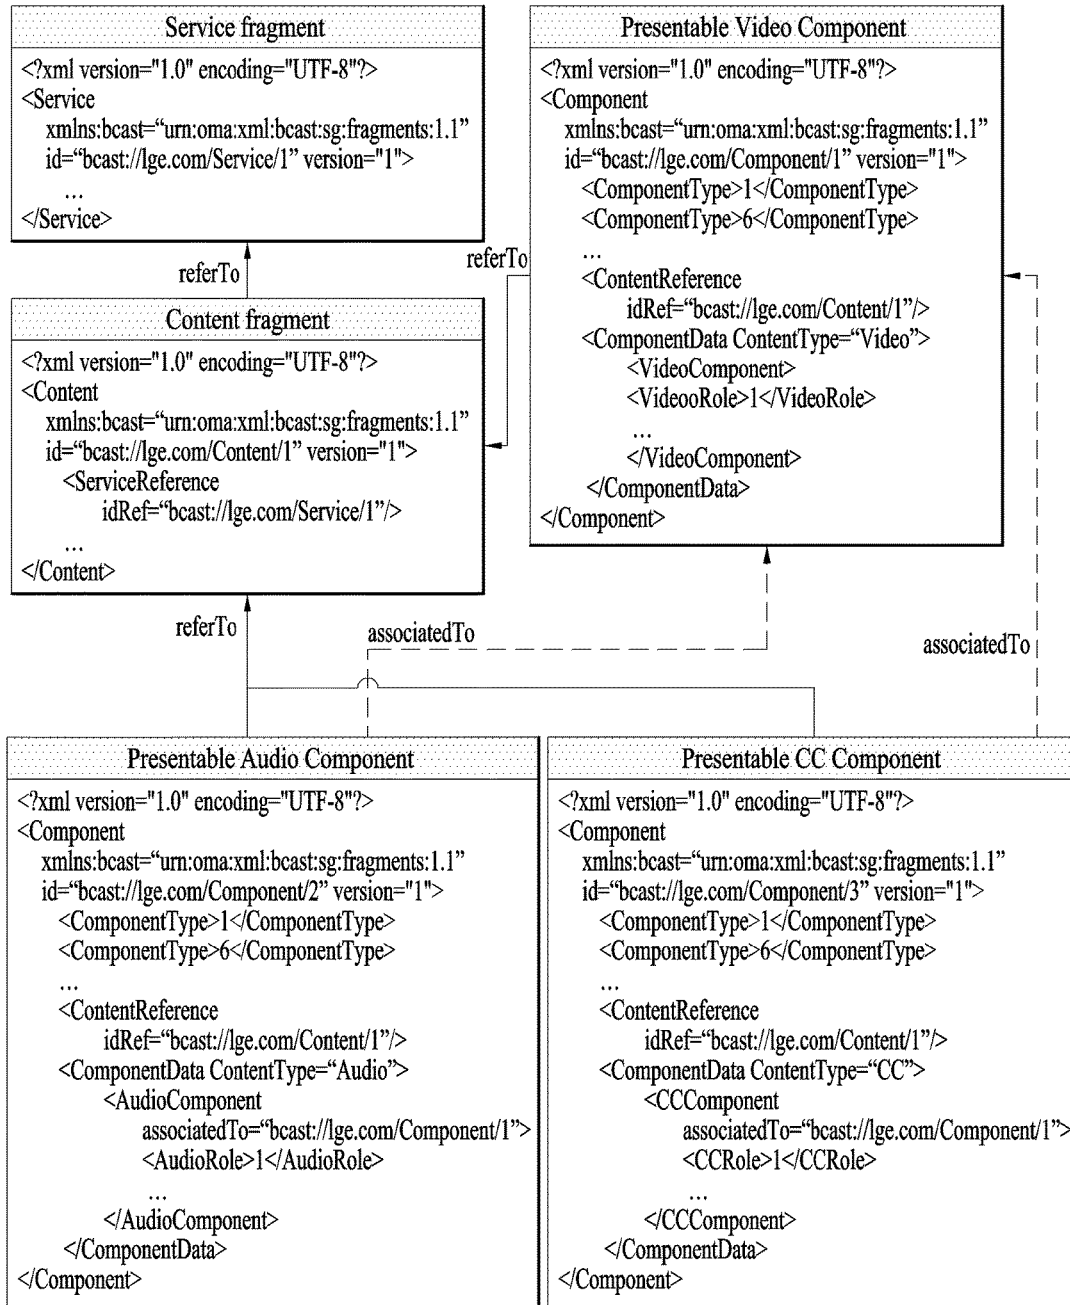 Service fragment
<?xml version="1.0" encoding="UTF-8"?>
<Service
xmlns:bcast=“urn:oma:xml:bcast:sg:fragments:1.1”
id=“bcast://lge.com/Service/1” version="1">
...
</Service>
referTo
Content fragment
<?xml version="1.0" encoding="UTF-8"?>
<Content
xmlns:bcast=“urn:oma:xml:bcast:sg:fragments:1.1”
id=“bcast://lge.com/Content/1” version="1">
<ServiceReference
idRef=“bcast://lge.com/Service/1”/>
...
</Content>
referTo
Presentable Video Component
<?xml version="1.0" encoding="UTF-8"?>
<Component
xmlns:bcast=“urn:oma:xml:bcast:sg:fragments:1.1”
id=“bcast://lge.com/Component/1” version="1">
<ComponentType>1</ComponentType>
<ComponentType>6</ComponentType>
...
<ContentReference
idRef=“bcast://lge.com/Content/1”/>
<ComponentData ContentType=“Video”>
<VideoComponent>
<VideooRole>1</VideoRole>
...
</VideoComponent>
</ComponentData>
</Component>
referTo
associatedTo
associatedTo
Presentable Audio Component
<?xml version="1.0" encoding="UTF-8"?>
<Component
xmlns:bcast=“urn:oma:xml:bcast:sg:fragments:1.1”
id=“bcast://lge.com/Component/2” version="1">
<ComponentType>1</ComponentType>
<ComponentType>6</ComponentType>
...
<ContentReference
idRef=“bcast://lge.com/Content/1”/>
<ComponentData ContentType=“Audio”>
<AudioComponent
associatedTo=“bcast://lge.com/Component/1”>
<AudioRole>1</AudioRole>
...
</AudioComponent>
</ComponentData>
</Component>
Presentable CC Component
<?xml version="1.0" encoding="UTF-8"?>
<Component
xmlns:bcast=“urn:oma:xml:bcast:sg:fragments:1.1”
id=“bcast://lge.com/Component/3” version="1">
<ComponentType>1</ComponentType>
<ComponentType>6</ComponentType>
...
<ContentReference
idRef=“bcast://lge.com/Content/1”/>
<ComponentData ContentType=“CC”>
<CCComponent
associatedTo=“bcast://lge.com/Component/1”>
<CCRole>1</CCRole>
...
</CCComponent>
</ComponentData>
</Component>